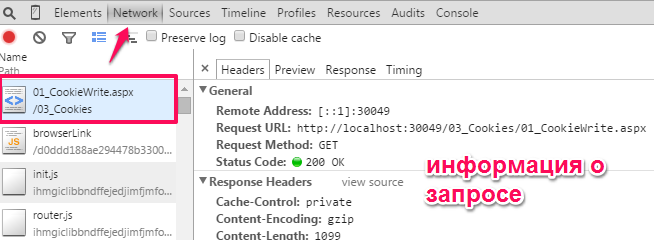 Elements Network Sources Timeline Profiles Resources Audits Console
Preserve log Disable cache
Name
Path
01_CookieWrite.aspx
/03_Cookies
browserLink
/d0ddd188ae294478b3300...
init.js
ihmgiclibbndffejedjimfjmfo...
router.js
ihmgiclibbndffejedjimfjmfo...
× Headers Preview Response Timing
General
Remote Address: [::1]:30049
Request URL: http://localhost:30049/03_Cookies/01_CookieWrite.aspx
Request Method: GET
Status Code: 200 OK
Response Headers view source
Cache-Control: private
Content-Encoding: gzip
Content-Length: 1099
информация о
запросе